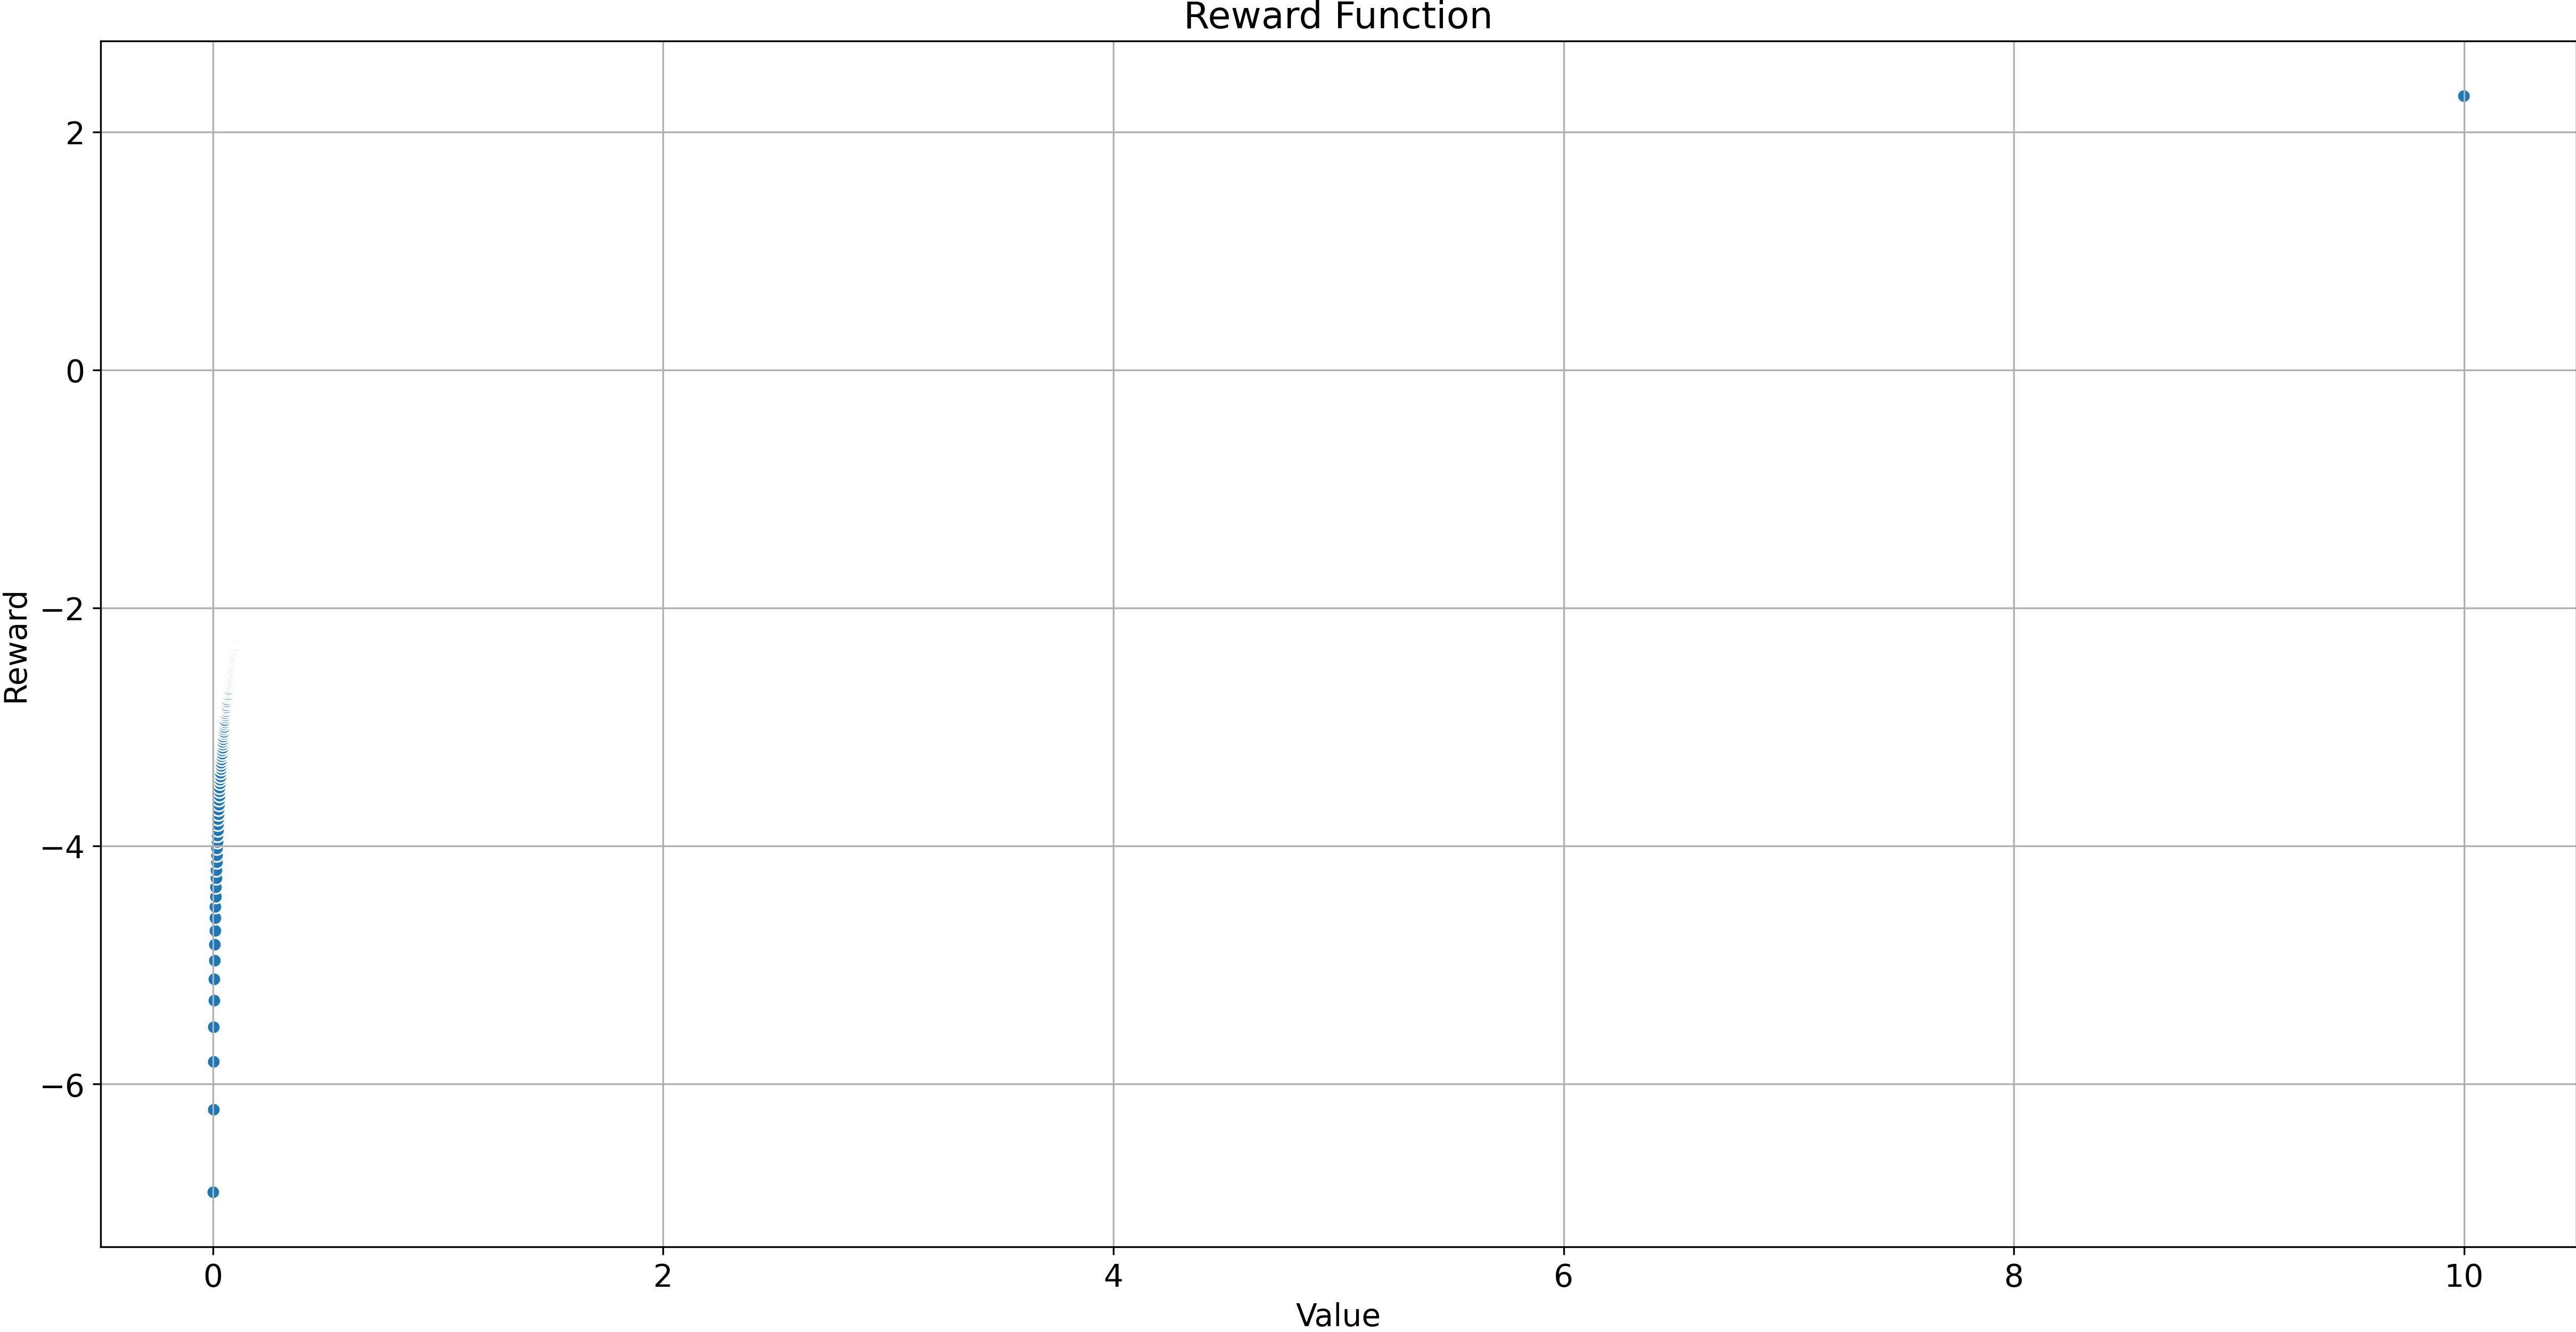 Reward Function
Reward
2
0
−2
−4
−6
0 2 4 6 8 10
Value